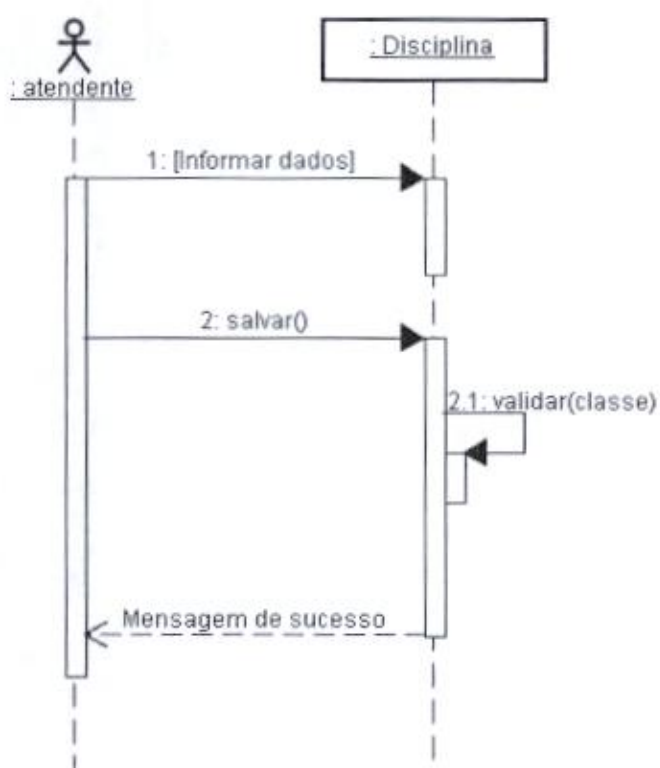 : Disciplina
: atendente
1: [Informar dados]
2: salvar()
2.1: validar(classe)
Mensagem de sucesso